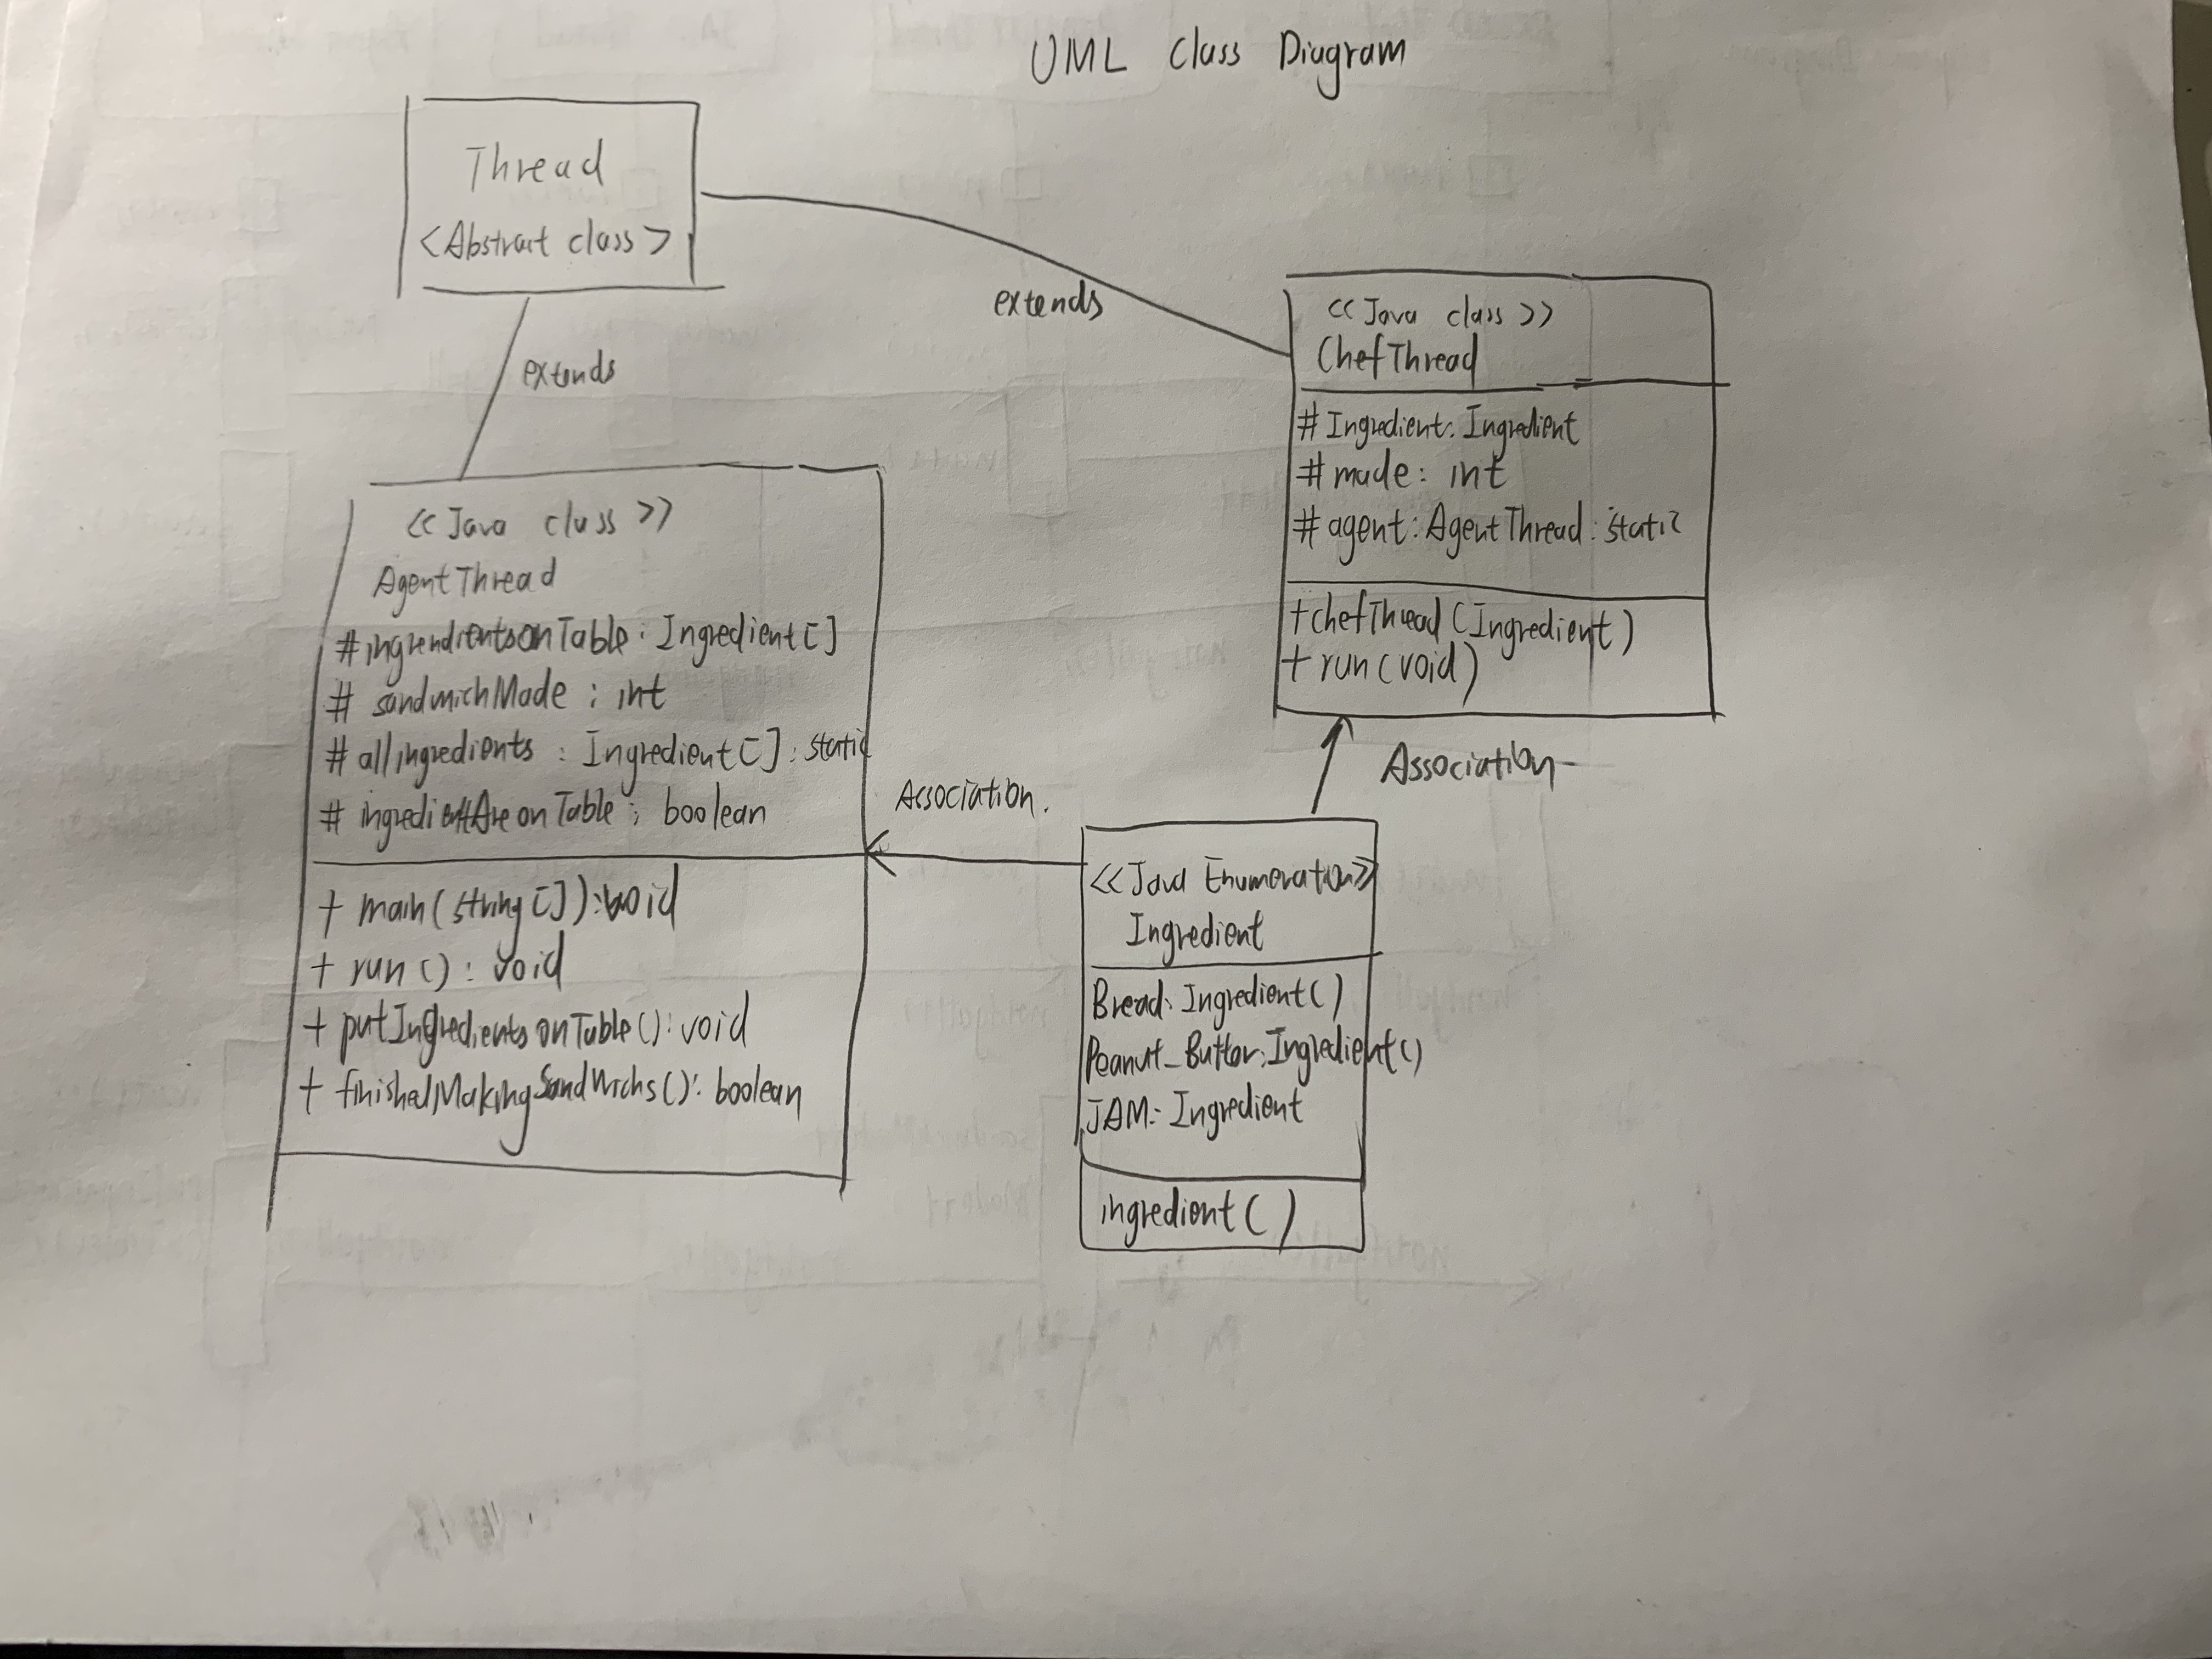 UML Class Diagram
Thread
<Abstract class>
extends
extends
<<Java class>>
ChefThread
# Ingredient: Ingredient
# made: int
# agent: AgentThread: static
+chefThread(Ingredient)
+ run(void)
Association
<<Java class>>
AgentThread
#ingrendientsonTable: Ingredient[]
# sandwichMade : int
# allingredients : Ingredient[]: static
# ingredientAreonTable: boolean
+ main(string[]):void
+ run(): void
+ putIngredientsonTable(): void
+ finishedMakingSandwichs(): boolean
Association.
<<Java Enumeration>>
Ingredient
Bread: Ingredient()
Peanut_Butter: Ingredient()
JAM: Ingredient
ingredient()